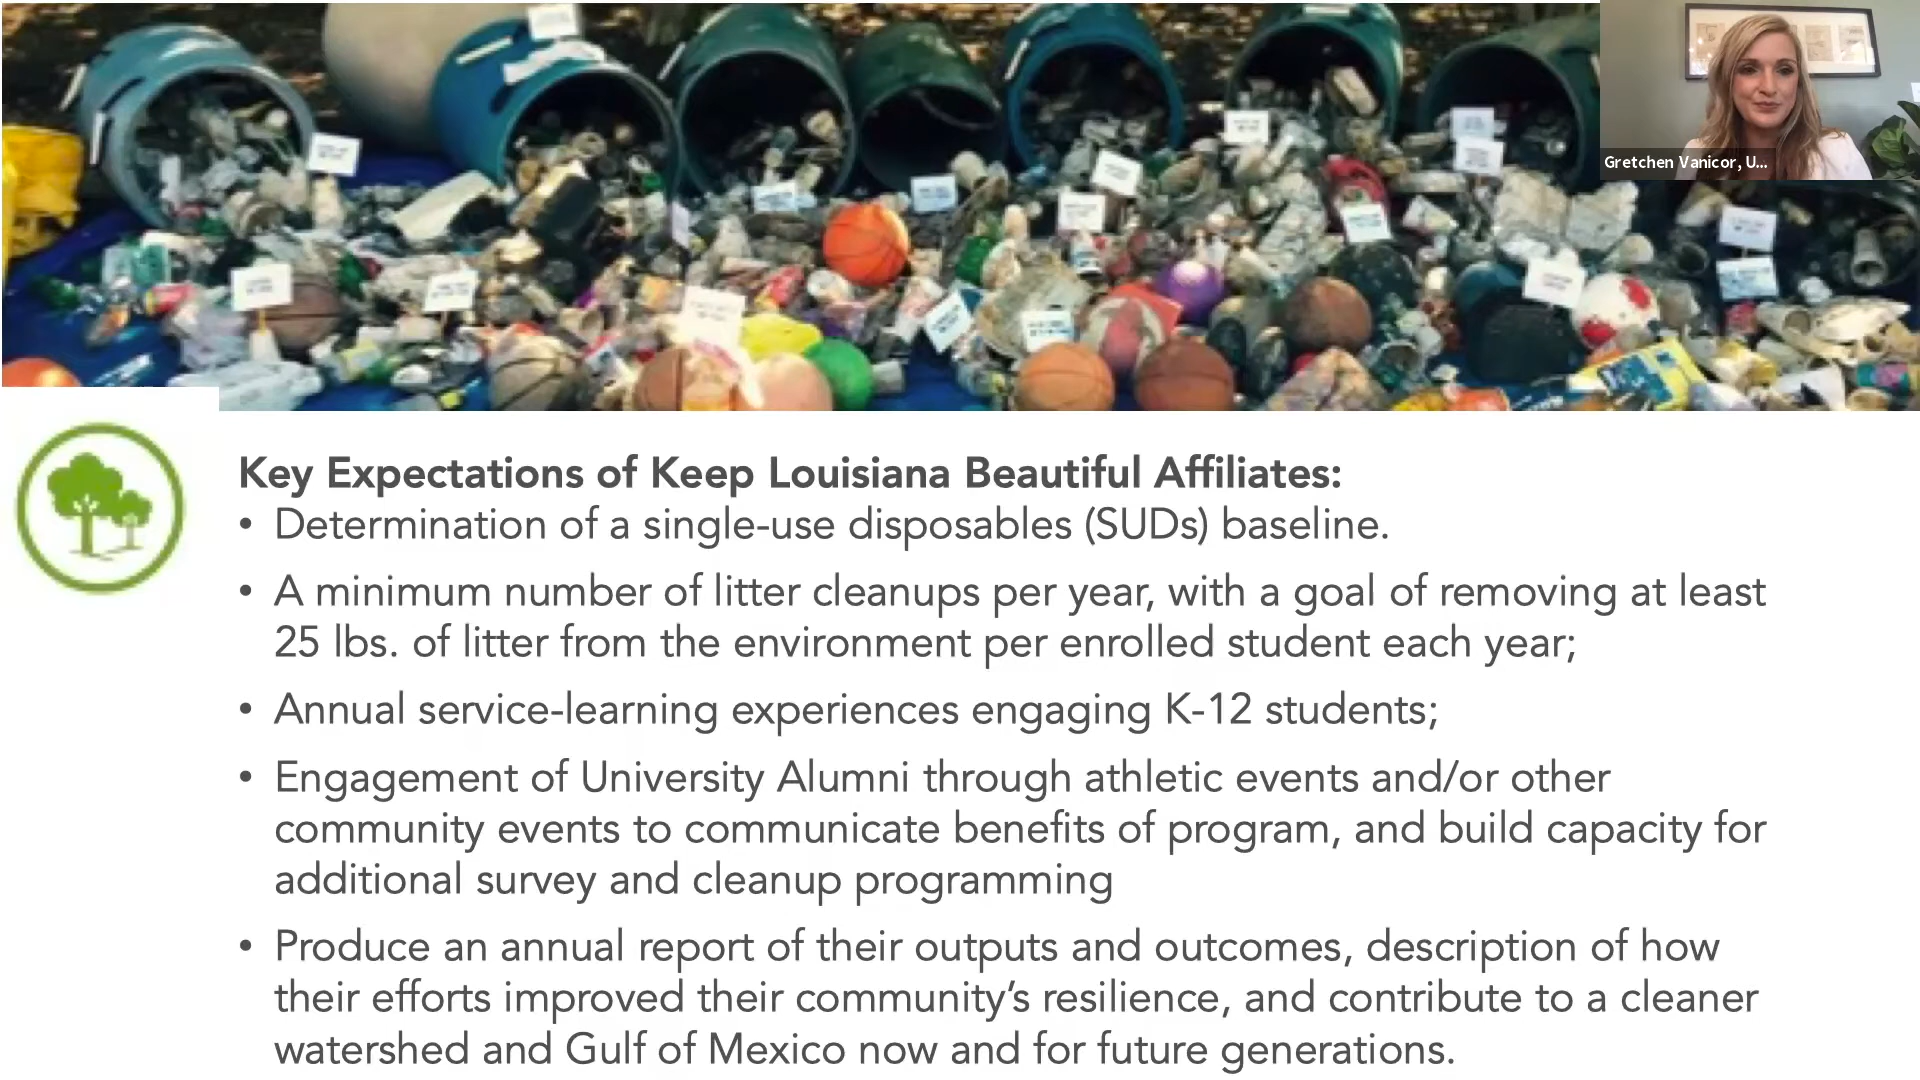 Gretchen Vanicor, U...
Key Expectations of Keep Louisiana Beautiful Affiliates:
• Determination of a single-use disposables (SUDs) baseline.
• A minimum number of litter cleanups per year, with a goal of removing at least
25 lbs. of litter from the environment per enrolled student each year;
• Annual service-learning experiences engaging K-12 students;
• Engagement of University Alumni through athletic events and/or other
community events to communicate benefits of program, and build capacity for
additional survey and cleanup programming
• Produce an annual report of their outputs and outcomes, description of how
their efforts improved their community’s resilience, and contribute to a cleaner
watershed and Gulf of Mexico now and for future generations.